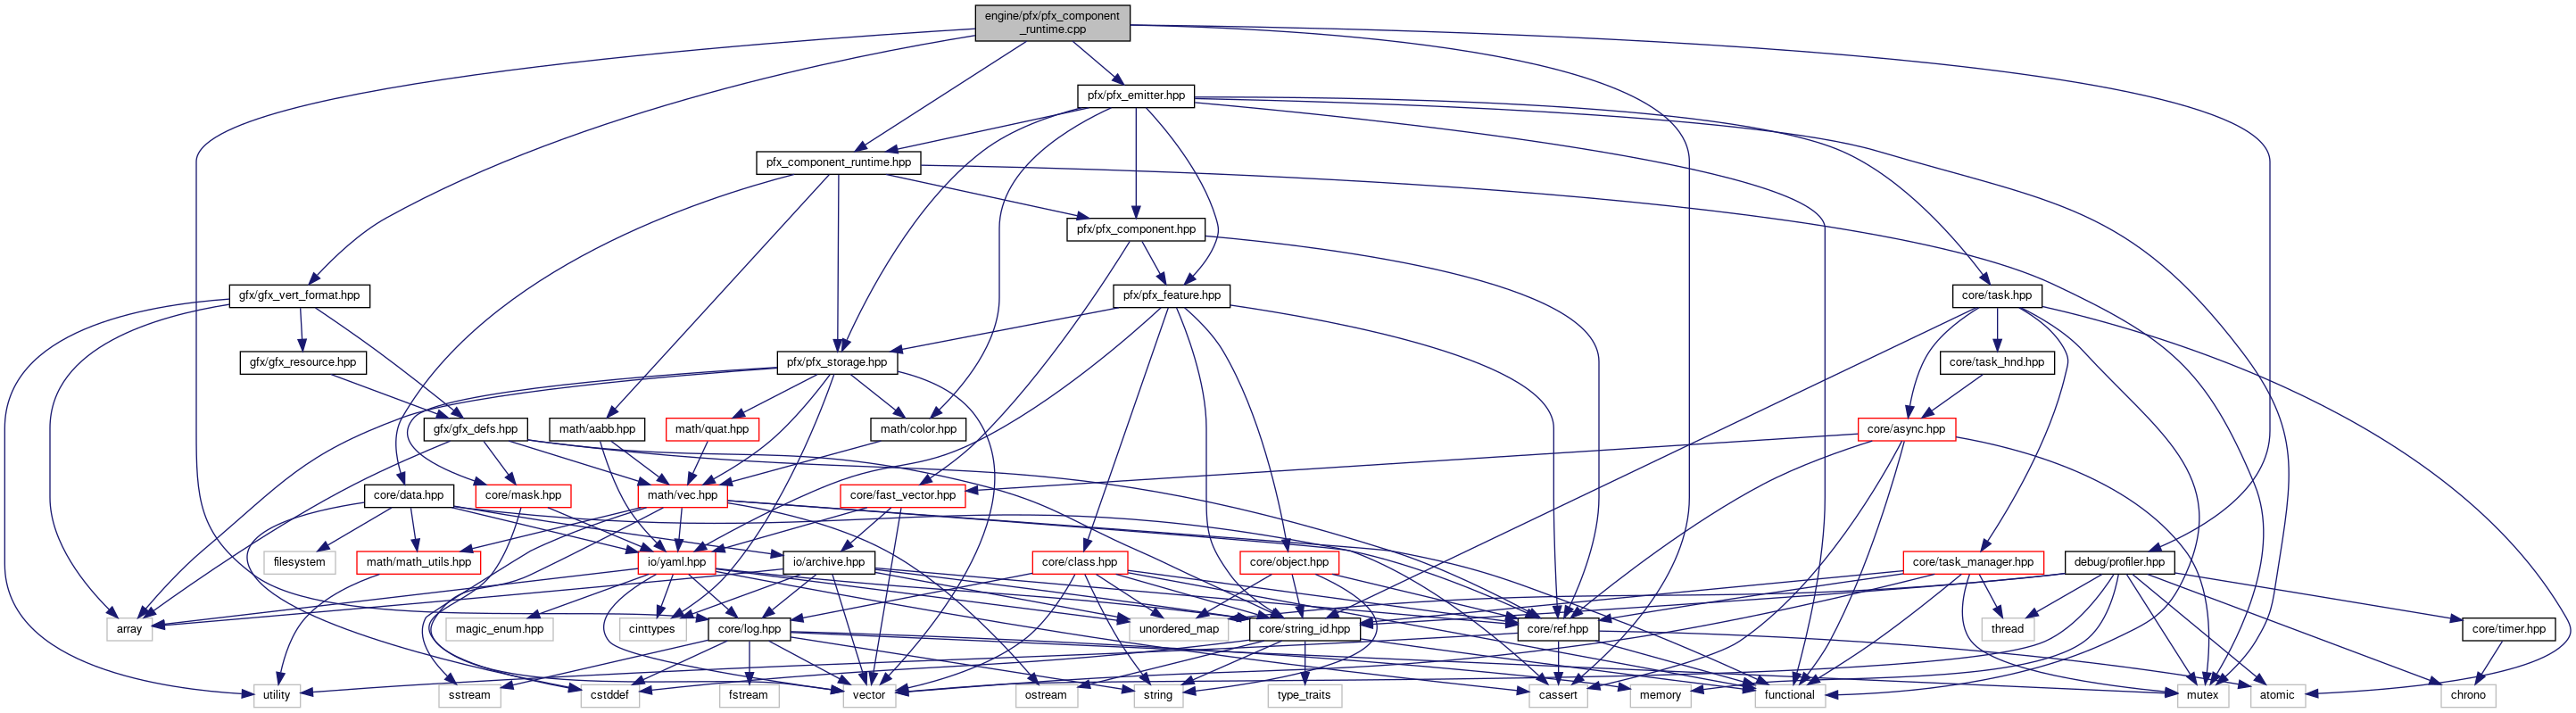 engine/pfx/pfx_component
_runtime.cpp
pfx/pfx_emitter.hpp
pfx_component_runtime.hpp
pfx/pfx_component.hpp
gfx/gfx_vert_format.hpp
pfx/pfx_feature.hpp
core/task.hpp
gfx/gfx_resource.hpp
pfx/pfx_storage.hpp
core/task_hnd.hpp
gfx/gfx_defs.hpp
math/aabb.hpp
math/quat.hpp
math/color.hpp
core/async.hpp
core/data.hpp
core/mask.hpp
math/vec.hpp
core/fast_vector.hpp
filesystem
math/math_utils.hpp
io/yaml.hpp
io/archive.hpp
core/class.hpp
core/object.hpp
core/task_manager.hpp
debug/profiler.hpp
array
magic_enum.hpp
cinttypes
core/log.hpp
unordered_map
core/string_id.hpp
core/ref.hpp
thread
core/timer.hpp
utility
sstream
cstddef
fstream
vector
ostream
string
type_traits
cassert
memory
functional
mutex
atomic
chrono